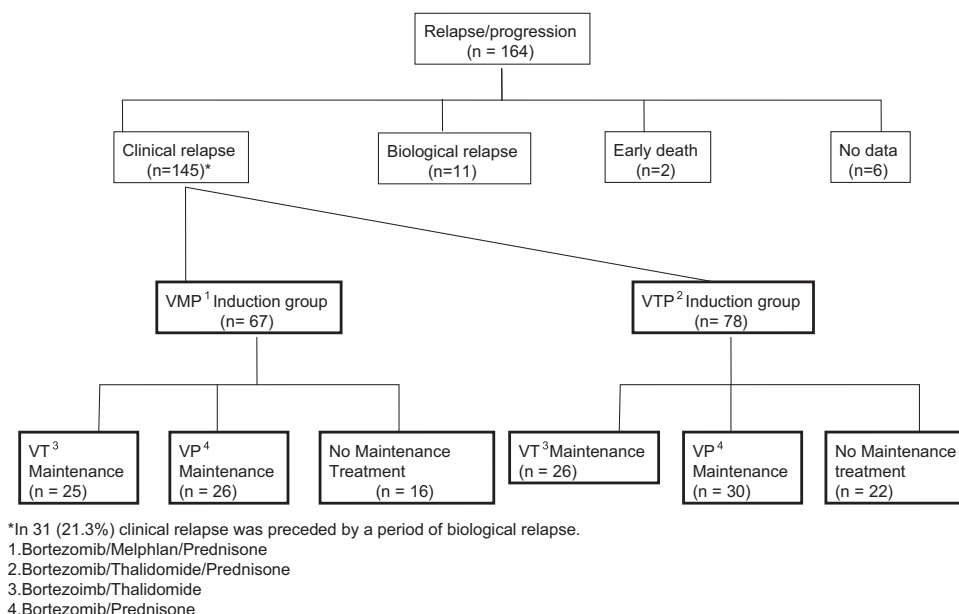 Relapse/progression
(n = 164)
Clinical relapse
(n=145)*
Biological relapse
(n=11)
Early death
(n=2)
No data
(n=6)
VMP1 Induction group
(n= 67)
VTP2 Induction group
(n= 78)
VT3
Maintenance
(n = 25)
VP4
Maintenance
(n = 26)
No Maintenance
Treatment
(n = 16)
VT3Maintenance
(n = 26)
VP4
Maintenance
(n = 30)
No Maintenance
treatment
(n = 22)
*In 31 (21.3%) clinical relapse was preceded by a period of biological relapse.
1.Bortezomib/Melphlan/Prednisone
2.Bortezomib/Thalidomide/Prednisone
3.Bortezoimb/Thalidomide
4.Bortezomib/Prednisone